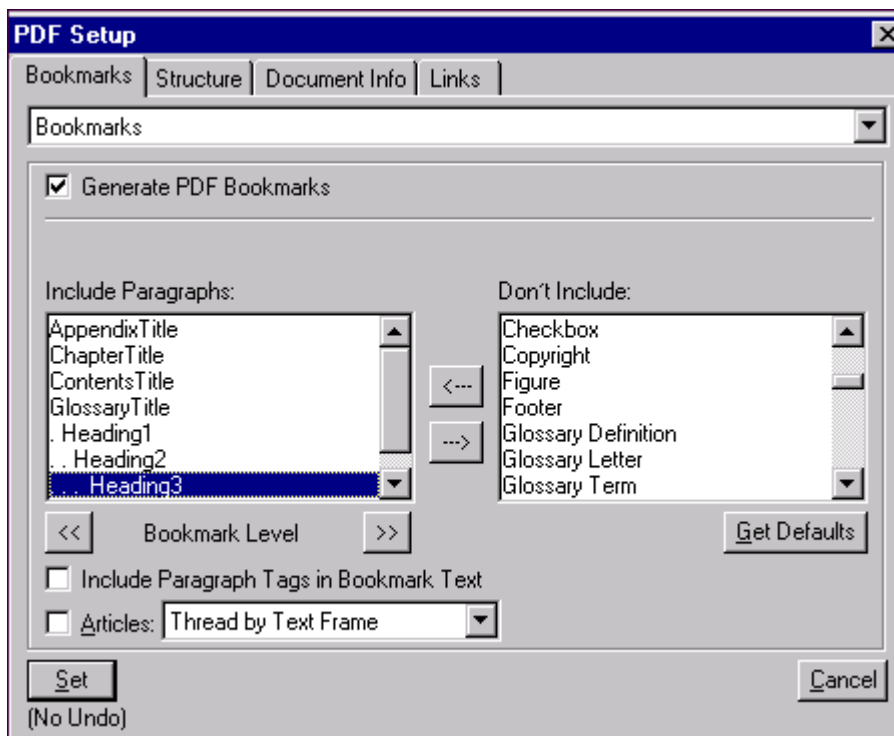 PDF Setup
Bookmarks Structure Document Info Links
Bookmarks
Generate PDF Bookmarks
Include Paragraphs:
AppendixTitle
ChapterTitle
ContentsTitle
GlossaryTitle
. Heading1
. . Heading2
. . . Heading3
<< Bookmark Level >>
<---
--->
Don't Include:
Checkbox
Copyright
Figure
Footer
Glossary Definition
Glossary Letter
Glossary Term
Get Defaults
Include Paragraph Tags in Bookmark Text
Articles: Thread by Text Frame
Set
Cancel
(No Undo)